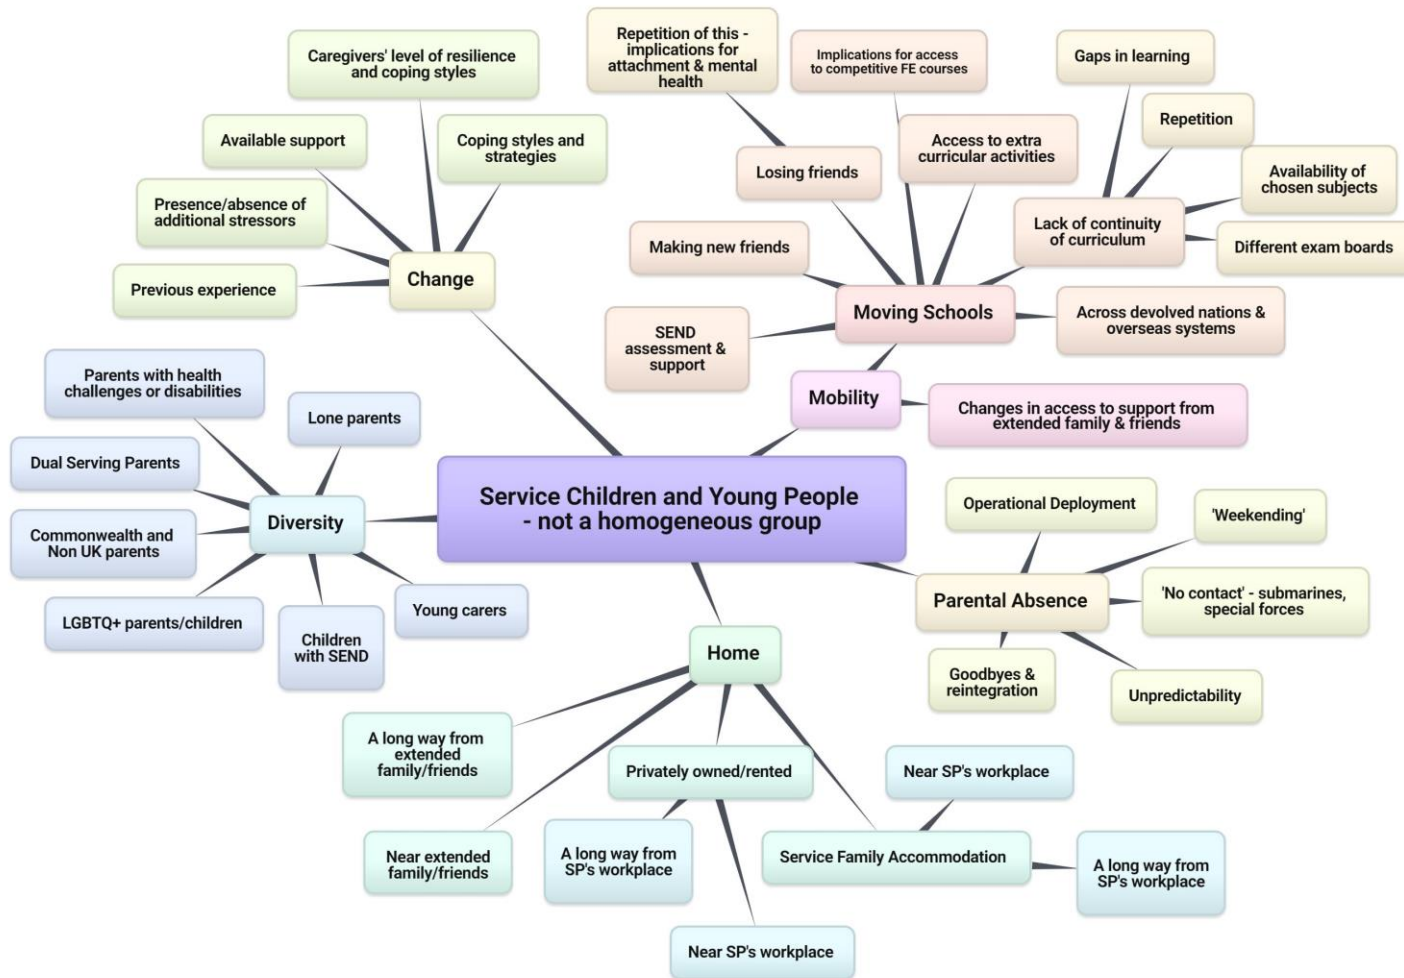 Service Children and Young People
- not a homogeneous group
Change
Caregivers' level of resilience
and coping styles
Available support
Coping styles and
strategies
Presence/absence of
additional stressors
Previous experience
Mobility
Changes in access to support from
extended family & friends
Moving Schools
Repetition of this -
implications for
attachment & mental
health
Losing friends
Making new friends
SEND
assessment &
support
Implications for access
to competitive FE courses
Access to extra
curricular activities
Across devolved nations &
overseas systems
Lack of continuity
of curriculum
Gaps in learning
Repetition
Availability of
chosen subjects
Different exam boards
Diversity
Parents with health
challenges or disabilities
Lone parents
Dual Serving Parents
Commonwealth and
Non UK parents
LGBTQ+ parents/children
Children
with SEND
Young carers
Parental Absence
Operational Deployment
'Weekending'
'No contact' - submarines,
special forces
Goodbyes &
reintegration
Unpredictability
Home
A long way from
extended
family/friends
Near extended
family/friends
Privately owned/rented
A long way from
SP's workplace
Near SP's workplace
Service Family Accommodation
Near SP's workplace
A long way from
SP's workplace